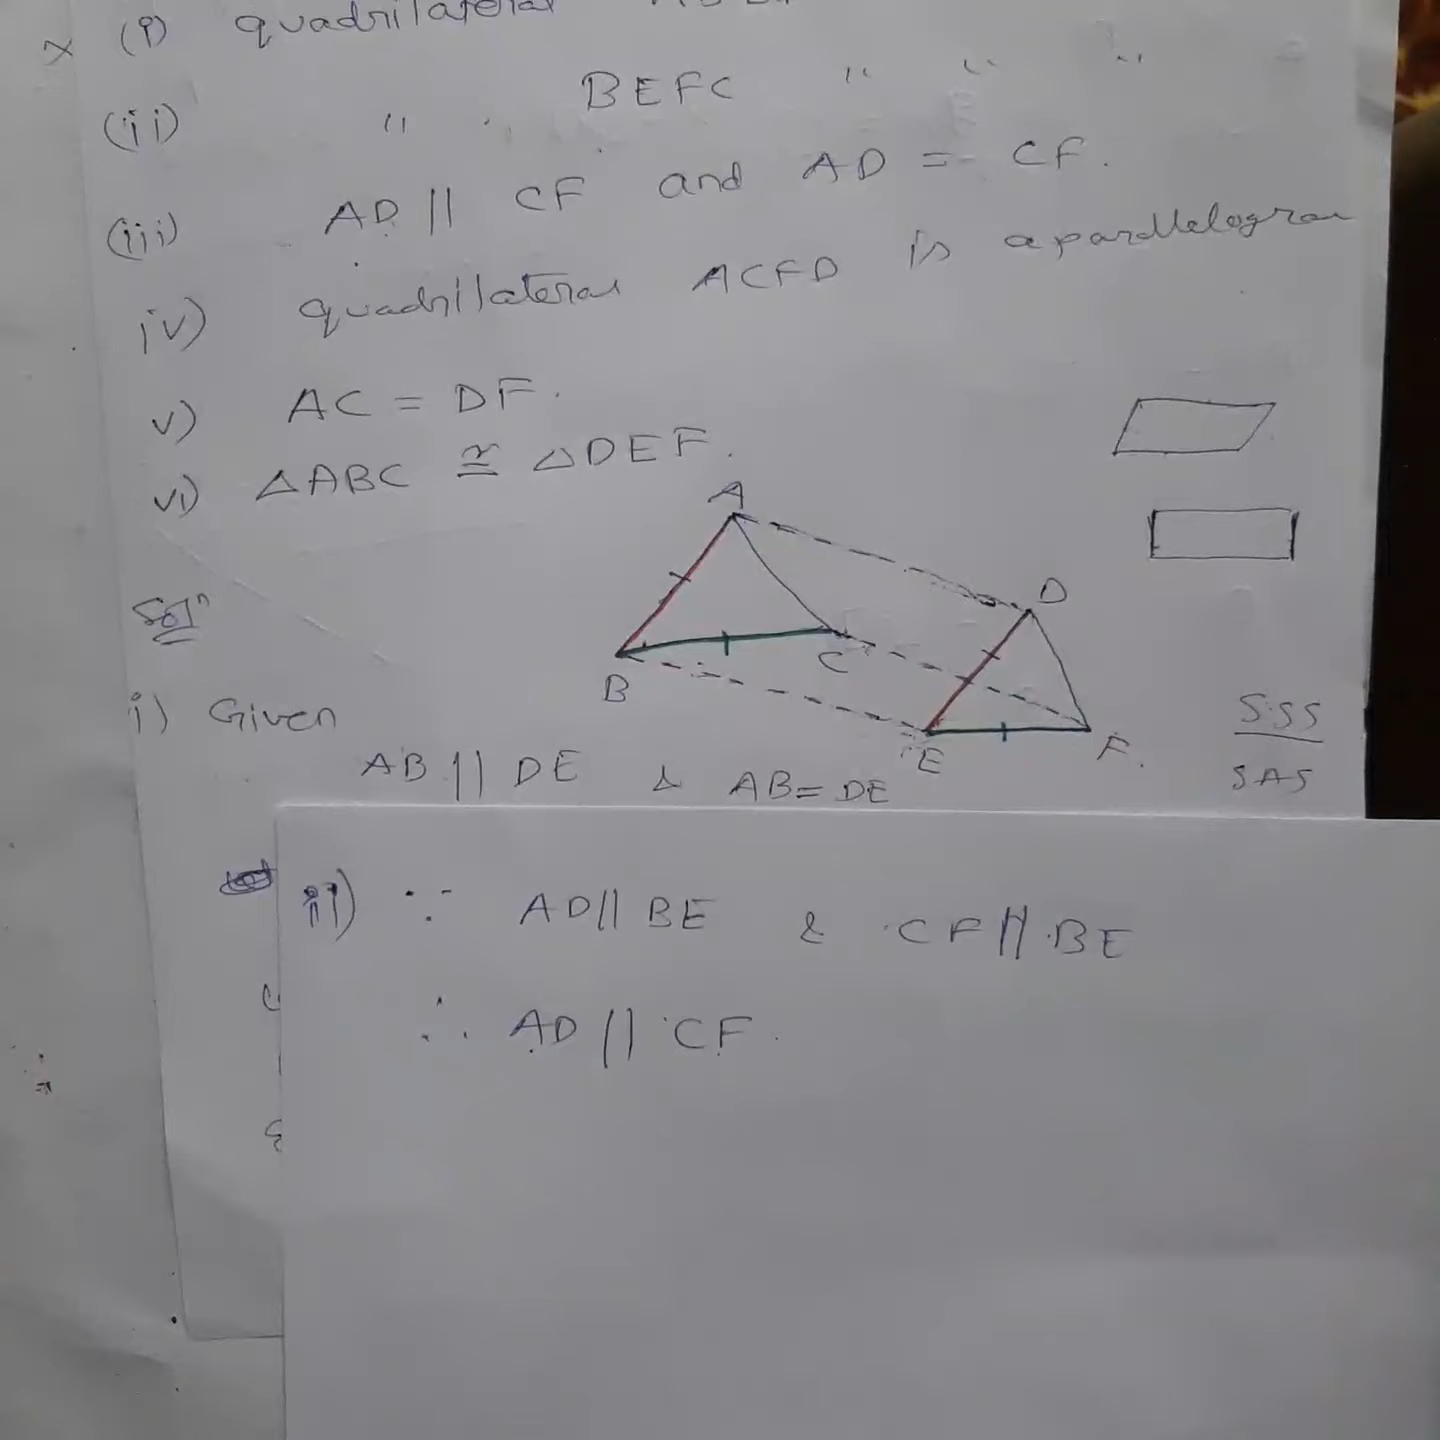 (i) quadrilateral
(ii) " " BEFC " " "
(iii) AD || CF and AD = CF.
iv) quadrilateral ACFD is a parallelogram
v) AC = DF.
vi) △ABC ≅ △DEF.
A
D
B
C
E
F.
Solⁿ
SSS
SAS
i) Given
AB || DE & AB = DE
ii) ∵ AD || BE & CF || BE
∴ AD || CF.